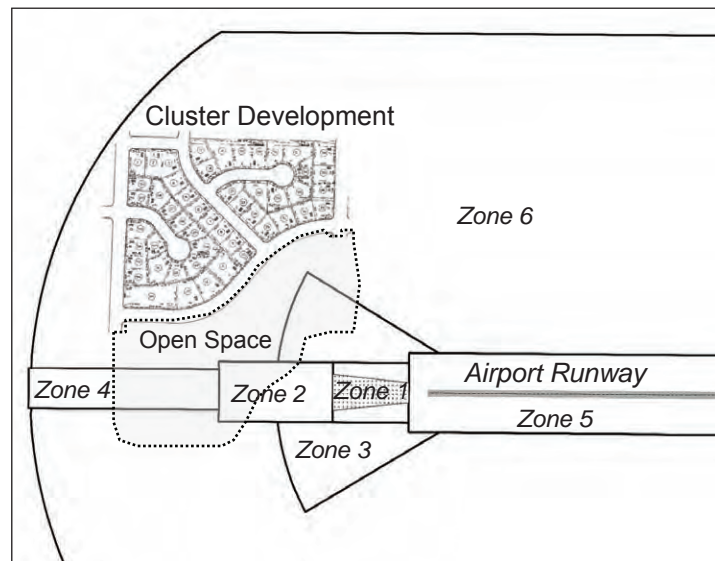 Cluster Development
Zone 6
Open Space
Airport Runway
Zone 4
Zone 2
Zone 1
Zone 5
Zone 3